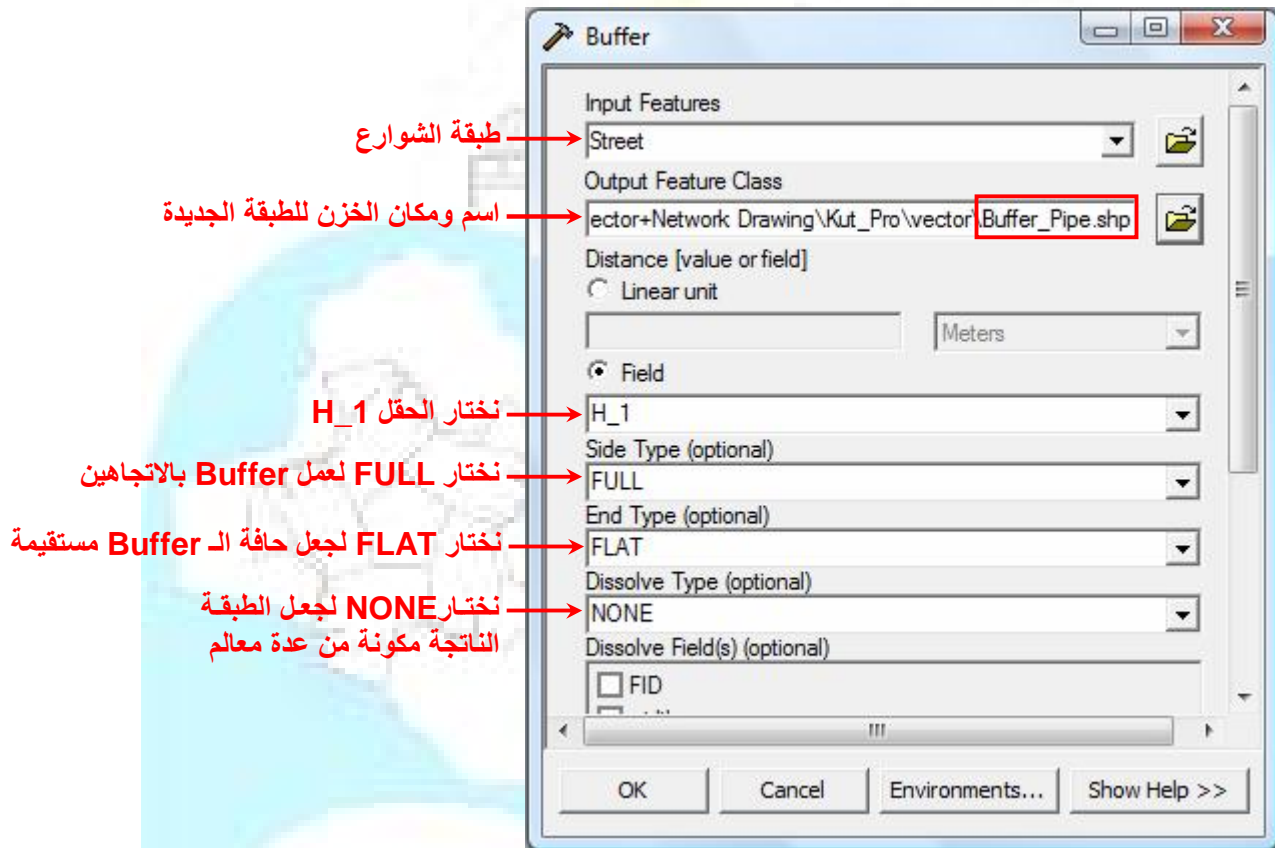 Buffer
Input Features
طبقة الشوارع
Street
Output Feature Class
اسم ومكان الخزن للطبقة الجديدة
ector+Network Drawing\Kut_Pro\vector\Buffer_Pipe.shp
Distance [value or field]
Linear unit
Meters
Field
نختار الحقل H_1
H_1
Side Type (optional)
نختار FULL لعمل Buffer بالاتجاهين
FULL
End Type (optional)
نختار FLAT لجعل حافة الـ Buffer مستقيمة
FLAT
Dissolve Type (optional)
نختارNONE لجعل الطبقة
NONE
الناتجة مكونة من عدة معالم
Dissolve Field(s) (optional)
FID
OK
Cancel
Environments...
Show Help >>